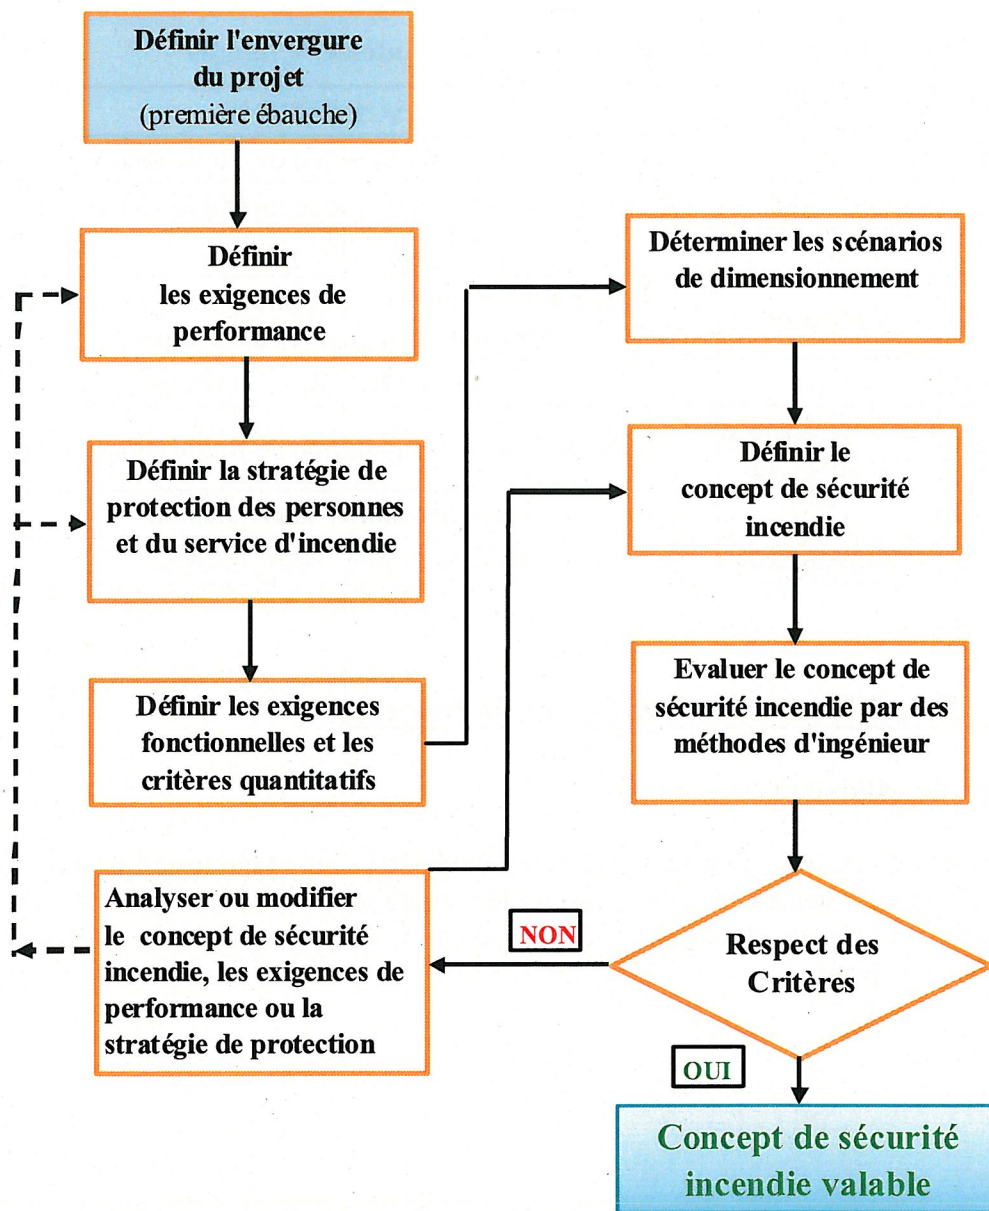 Définir l'envergure
du projet
(première ébauche)
Définir
les exigences de
performance
Définir la stratégie de
protection des personnes
et du service d'incendie
Définir les exigences
fonctionnelles et les
critères quantitatifs
Déterminer les scénarios
de dimensionnement
Définir le
concept de sécurité
incendie
Evaluer le concept de
sécurité incendie par des
méthodes d'ingénieur
Respect des
Critères
NON
Analyser ou modifier
le concept de sécurité
incendie, les exigences de
performance ou la
stratégie de protection
OUI
Concept de sécurité
incendie valable